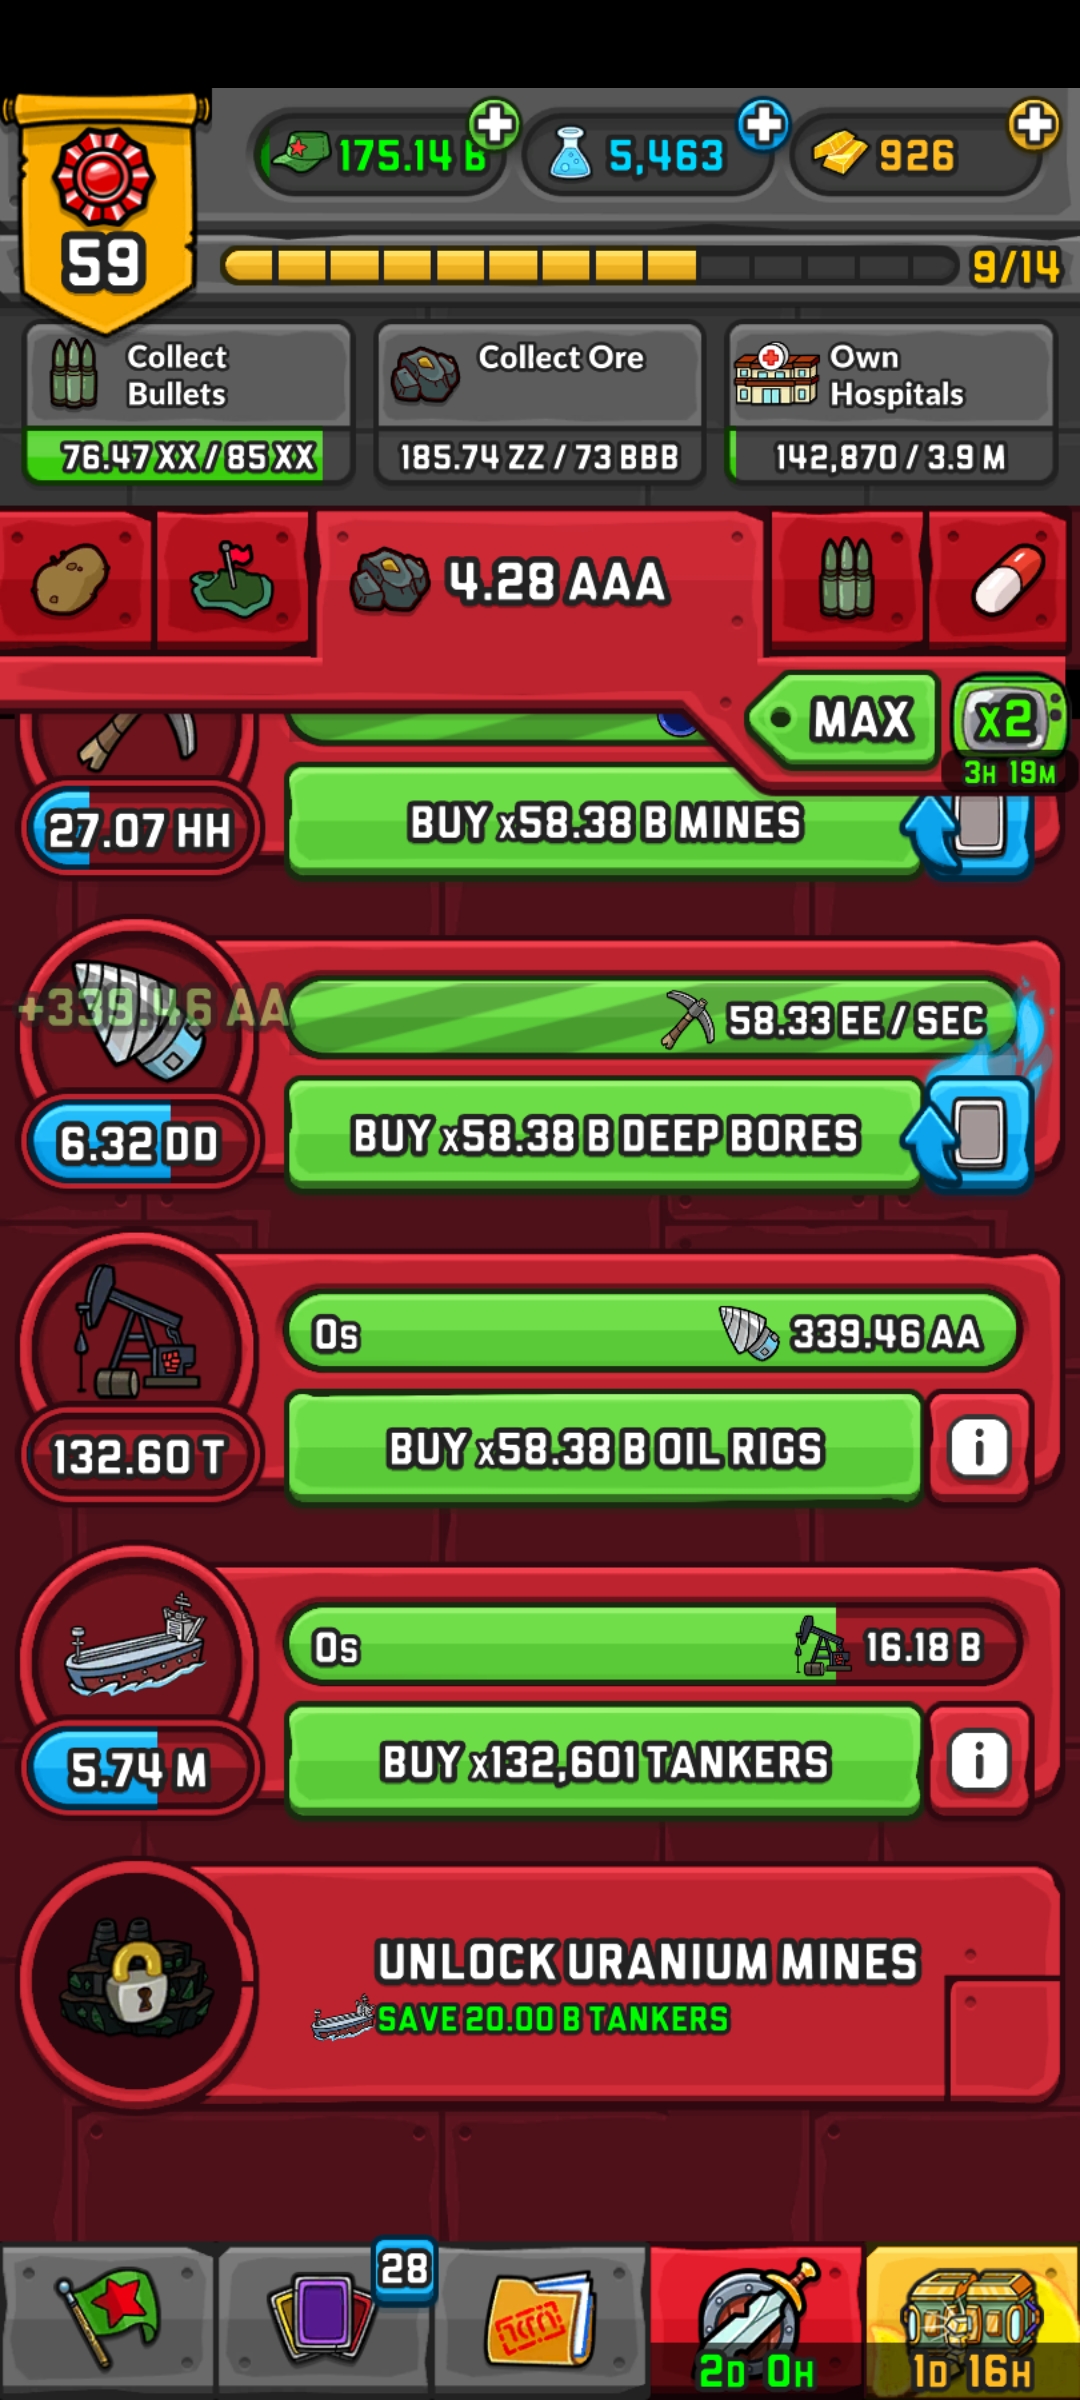 175.14 B
5,463
926
59
9/14
Collect
Bullets
76.47 XX / 85 XX
Collect Ore
185.74 ZZ / 73 BBB
Own
Hospitals
142,870 / 3.9 M
4.28 AAA
MAX
x2
3H 19M
27.07 HH
BUY x58.38 B MINES
+339.46 AA
58.33 EE / SEC
6.32 DD
BUY x58.38 B DEEP BORES
0s
339.46 AA
132.60 T
BUY x58.38 B OIL RIGS
i
0s
16.18 B
5.74 M
BUY x132,601 TANKERS
i
UNLOCK URANIUM MINES
SAVE 20.00 B TANKERS
28
2D 0H
1D 16H